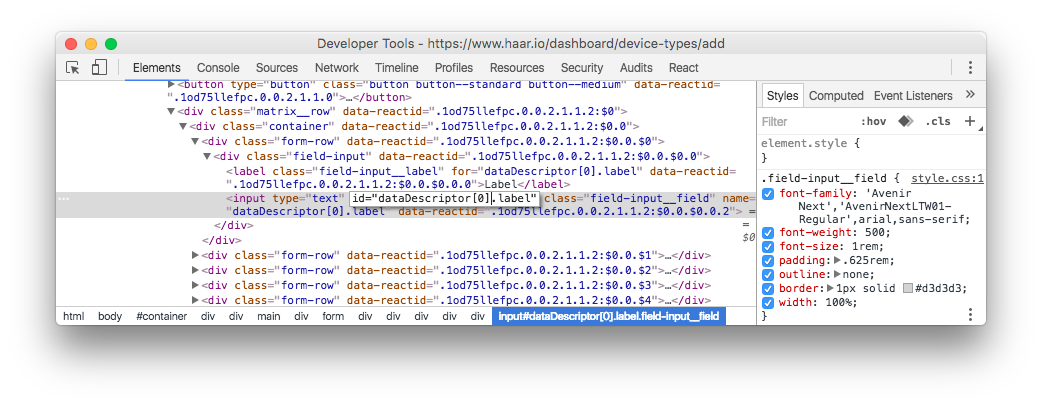 Developer Tools - https://www.haar.io/dashboard/device-types/add
Elements Console Sources Network Timeline Profiles Resources Security Audits React
▶<button type="button" class="button button--standard button--medium" data-reactid=
".1od75llefpc.0.0.2.1.1.0">…</button>
▼<div class="matrix__row" data-reactid=".1od75llefpc.0.0.2.1.1.2:$0">
▼<div class="container" data-reactid=".1od75llefpc.0.0.2.1.1.2:$0.0">
▼<div class="form-row" data-reactid=".1od75llefpc.0.0.2.1.1.2:$0.0.$0">
▼<div class="field-input" data-reactid=".1od75llefpc.0.0.2.1.1.2:$0.0.$0.0">
<label class="field-input__label" for="dataDescriptor[0].label" data-reactid=
".1od75llefpc.0.0.2.1.1.2:$0.0.$0.0.0">Label</label>
<input type="text" id="dataDescriptor[0].label" class="field-input__field" name=
"dataDescriptor[0].label" data-reactid=".1od75llefpc.0.0.2.1.1.2:$0.0.$0.0.2"> ==
</div> = $0
</div>
▶<div class="form-row" data-reactid=".1od75llefpc.0.0.2.1.1.2:$0.0.$1">…</div>
▶<div class="form-row" data-reactid=".1od75llefpc.0.0.2.1.1.2:$0.0.$2">…</div>
▶<div class="form-row" data-reactid=".1od75llefpc.0.0.2.1.1.2:$0.0.$3">…</div>
▶<div class="form-row" data-reactid=".1od75llefpc.0.0.2.1.1.2:$0.0.$4">…</div>
html body #container div div main div form div div div div input#dataDescriptor[0].label.field-input__field
Styles Computed Event Listeners »
Filter :hov .cls +
element.style {
}
.field-input__field { style.css:1
font-family: 'Avenir
Next','AvenirNextLTW01-
Regular',arial,sans-serif;
font-weight: 500;
font-size: 1rem;
padding:▶.625rem;
outline:▶none;
border:▶1px solid #d3d3d3;
width: 100%;
}